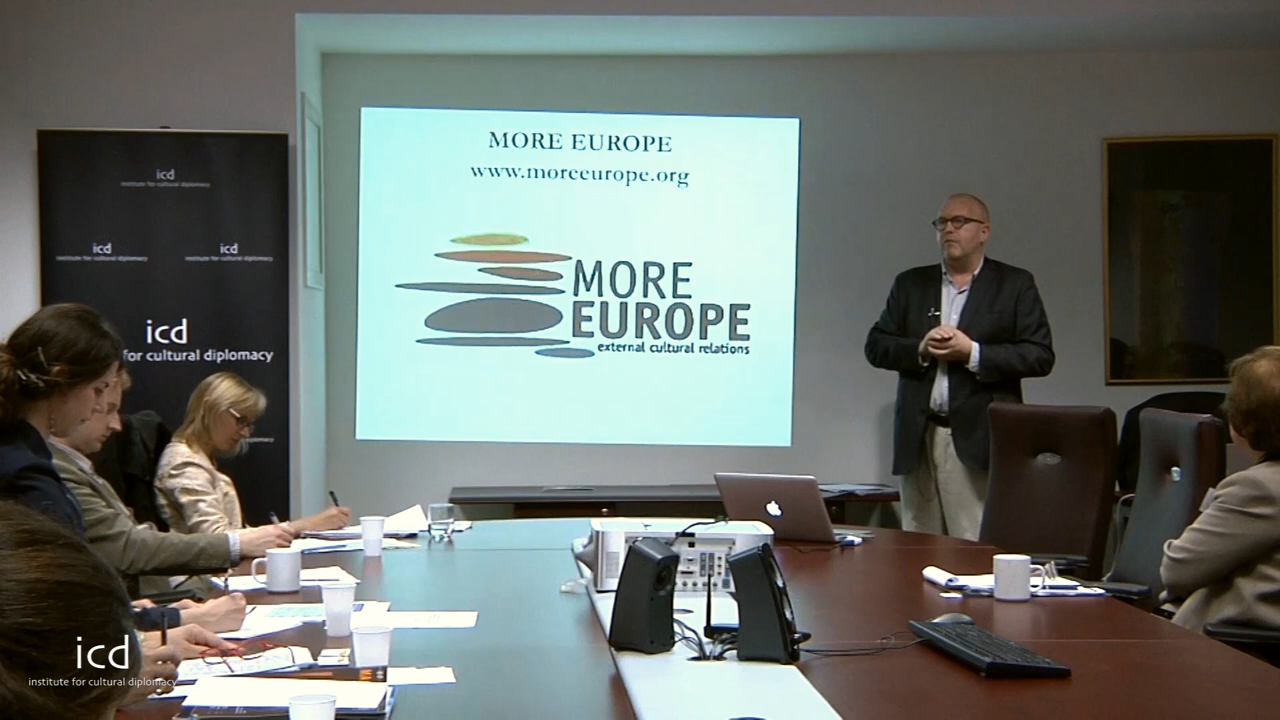 icd
institute for cultural diplomacy
icd
institute for cultural diplomacy
icd
institute for cultural diplomacy
icd
for cultural diplomacy
diplomacy
MORE EUROPE
www.moreeurope.org
MORE
EUROPE
external cultural relations
icd
institute for cultural diplomacy